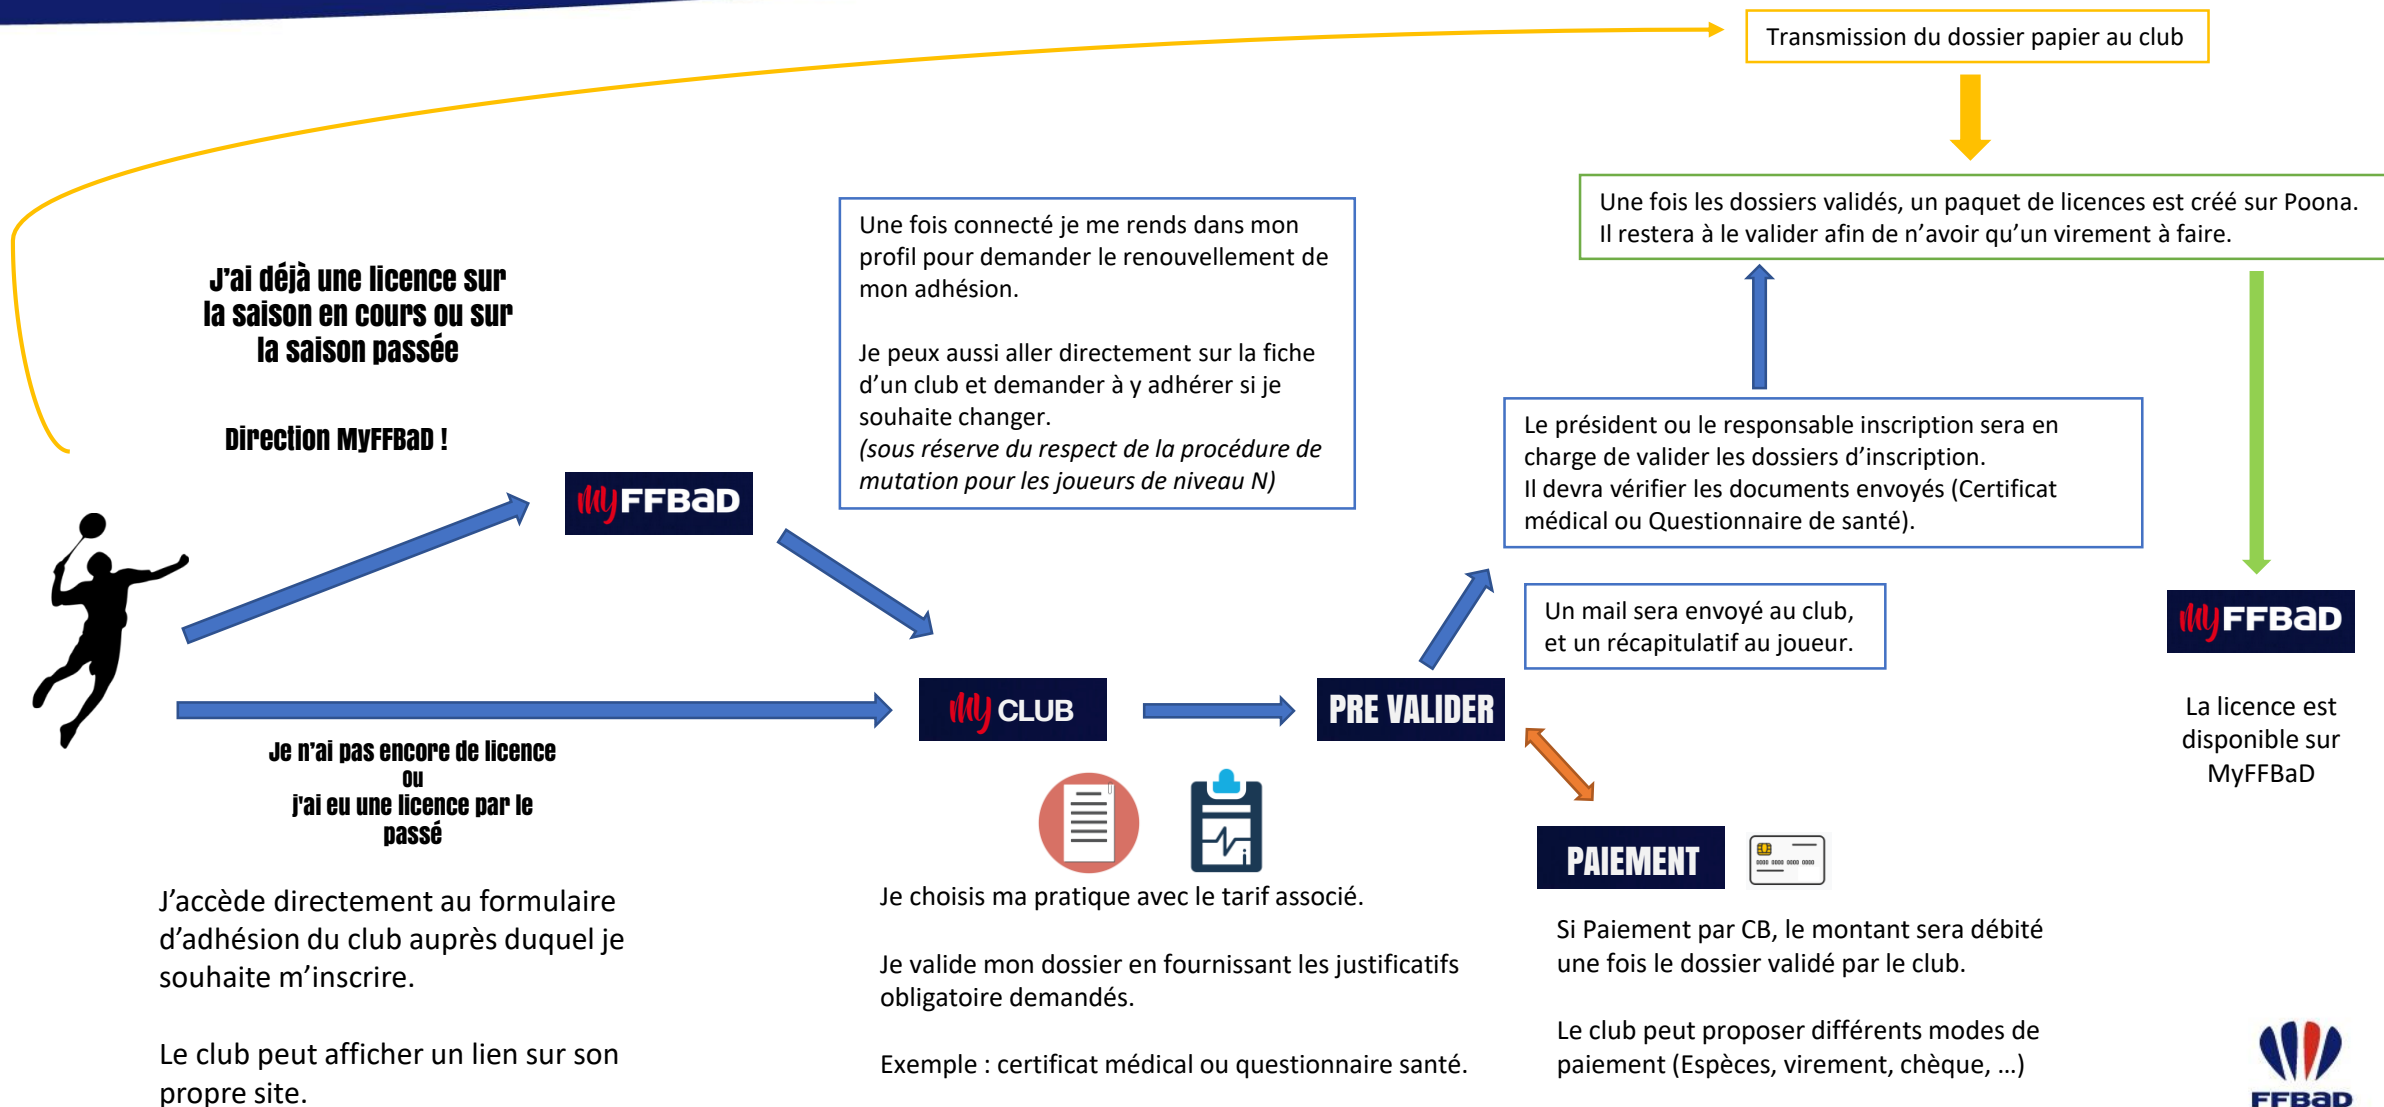 Transmission du dossier papier au club
Une fois les dossiers validés, un paquet de licences est créé sur Poona.
Il restera à le valider afin de n’avoir qu’un virement à faire.
Une fois connecté je me rends dans mon
profil pour demander le renouvellement de
mon adhésion.
Je peux aussi aller directement sur la fiche
d’un club et demander à y adhérer si je
souhaite changer.
(sous réserve du respect de la procédure de
mutation pour les joueurs de niveau N)
J’ai déjà une licence sur
la saison en cours ou sur
la saison passée
Direction MyFFBaD !
MyFFBaD
Le président ou le responsable inscription sera en
charge de valider les dossiers d’inscription.
Il devra vérifier les documents envoyés (Certificat
médical ou Questionnaire de santé).
Un mail sera envoyé au club,
et un récapitulatif au joueur.
MyFFBaD
La licence est
disponible sur
MyFFBaD
My CLUB
PRE VALIDER
Je n’ai pas encore de licence
ou
j'ai eu une licence par le
passé
J’accède directement au formulaire
d’adhésion du club auprès duquel je
souhaite m’inscrire.
Le club peut afficher un lien sur son
propre site.
Je choisis ma pratique avec le tarif associé.
Je valide mon dossier en fournissant les justificatifs
obligatoire demandés.
Exemple : certificat médical ou questionnaire santé.
PAIEMENT
0000 0000 0000 0000
Si Paiement par CB, le montant sera débité
une fois le dossier validé par le club.
Le club peut proposer différents modes de
paiement (Espèces, virement, chèque, …)
FFBaD